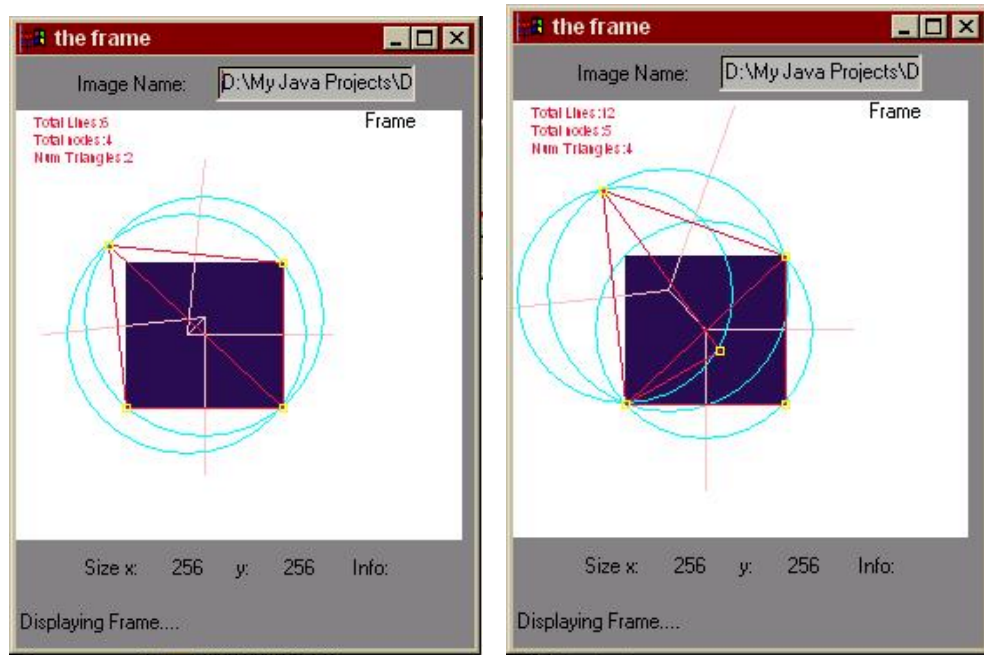 the frame
Image Name: D:\My Java Projects\D
Frame
Total Lines :6
Total nodes :4
Num Triangles :2
Size x: 256 y: 256 Info:
Displaying Frame....
the frame
Image Name: D:\My Java Projects\D
Frame
Total Lines :12
Total nodes :5
Num Triangles :4
Size x: 256 y: 256 Info:
Displaying Frame....